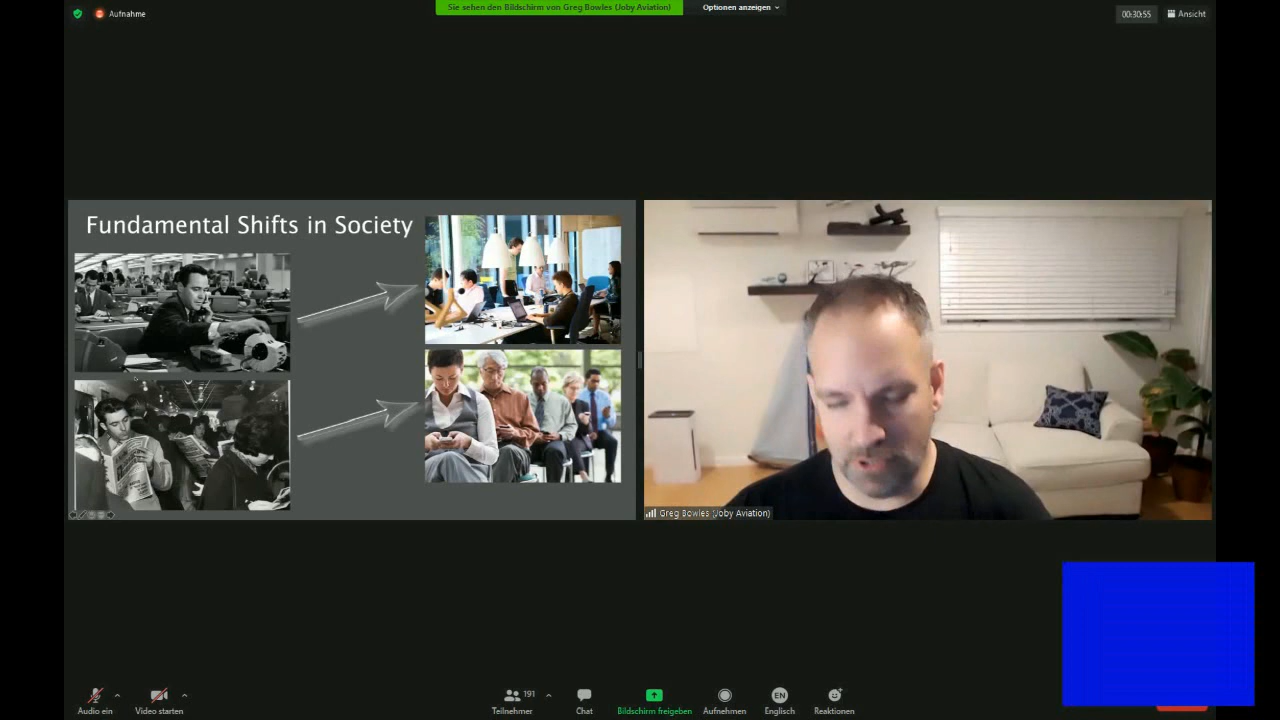 Aufnahme
Sie sehen den Bildschirm von Greg Bowles (Joby Aviation)
Optionen anzeigen
00:30:55
Ansicht
Fundamental Shifts in Society
Greg Bowles (Joby Aviation)
Audio ein
Video starten
191
Teilnehmer
Chat
Bildschirm freigeben
Aufnehmen
EN
Englisch
Reaktionen